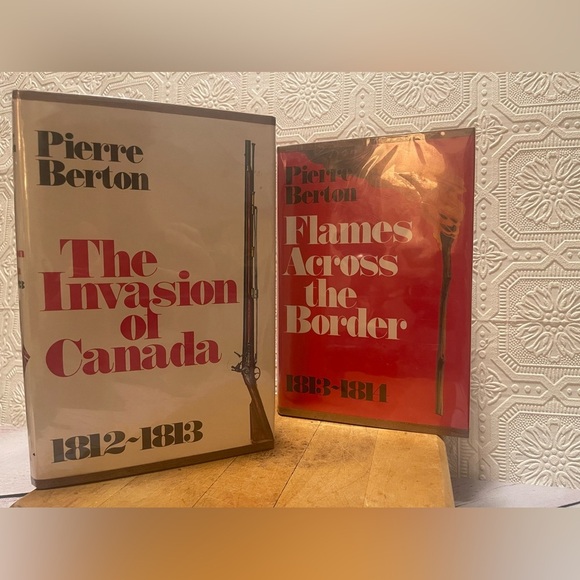 Pierre
Berton
The
Invasion
of
Canada
1812~1813
Pierre
Berton
Flames
Across
the
Border
1813~1814